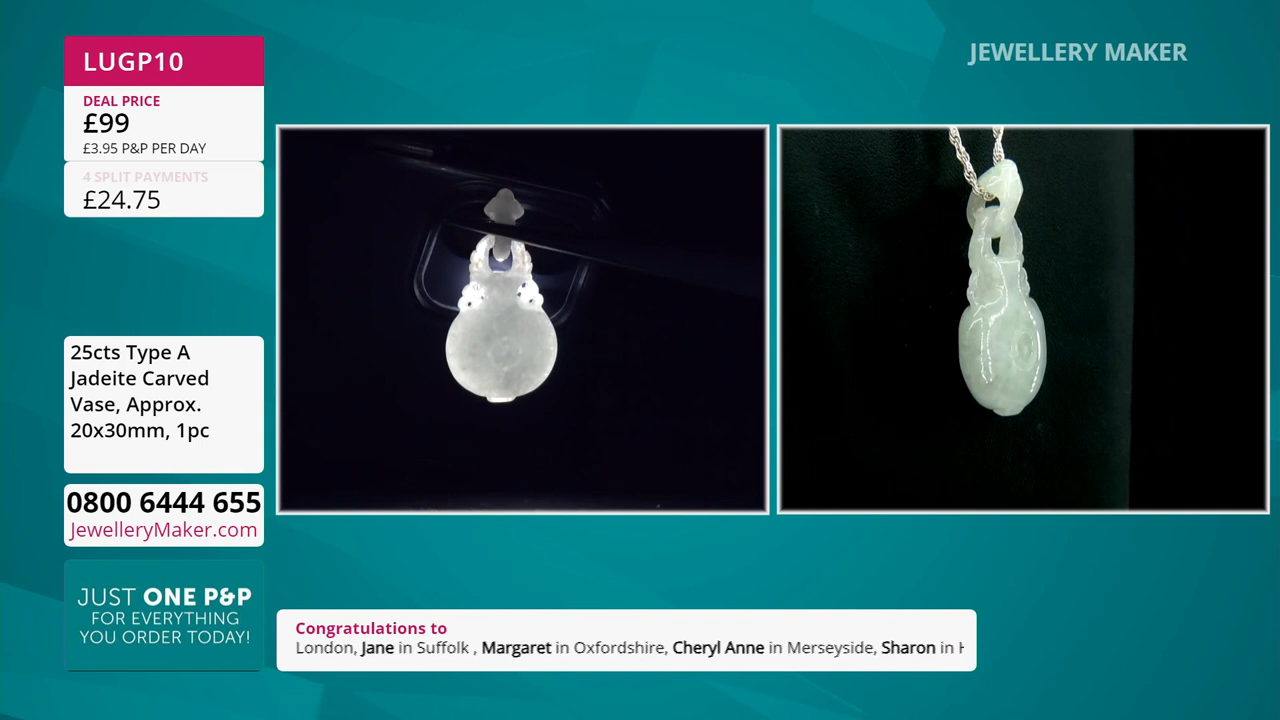 LUGP10
DEAL PRICE
£99
£3.95 P&P PER DAY
4 SPLIT PAYMENTS
£24.75
JEWELLERY MAKER
25cts Type A
Jadeite Carved
Vase, Approx.
20x30mm, 1pc
0800 6444 655
JewelleryMaker.com
JUST ONE P&P
FOR EVERYTHING
YOU ORDER TODAY!
Congratulations to
London, Jane in Suffolk , Margaret in Oxfordshire, Cheryl Anne in Merseyside, Sharon in